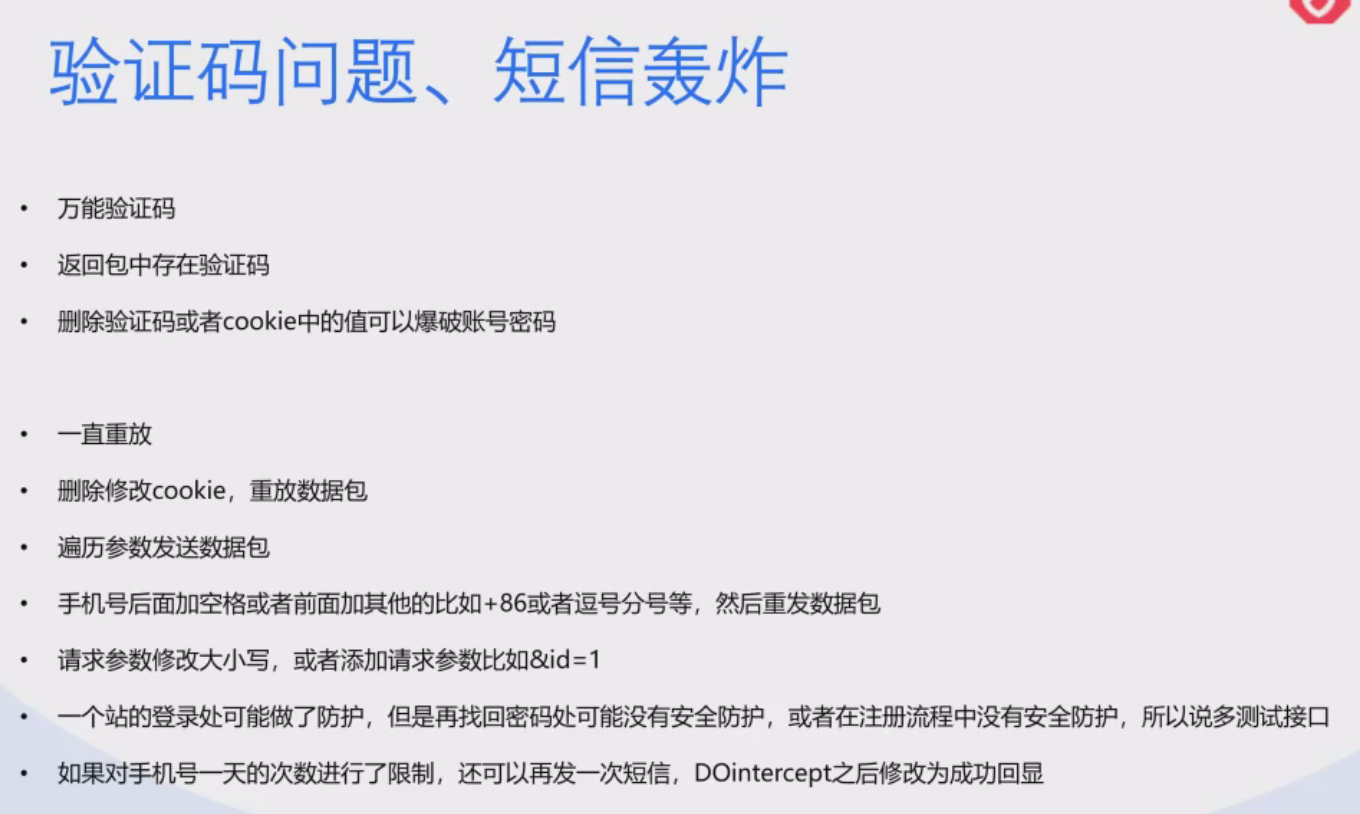 验证码问题、短信轰炸
• 万能验证码
• 返回包中存在验证码
• 删除验证码或者cookie中的值可以爆破账号密码
• 一直重放
• 删除修改cookie，重放数据包
• 遍历参数发送数据包
• 手机号后面加空格或者前面加其他的比如+86或者逗号分号等，然后重发数据包
• 请求参数修改大小写，或者添加请求参数比如&id=1
• 一个站的登录处可能做了防护，但是再找回密码处可能没有安全防护，或者在注册流程中没有安全防护，所以说多测试接口
• 如果对手机号一天的次数进行了限制，还可以再发一次短信，DOintercept之后修改为成功回显